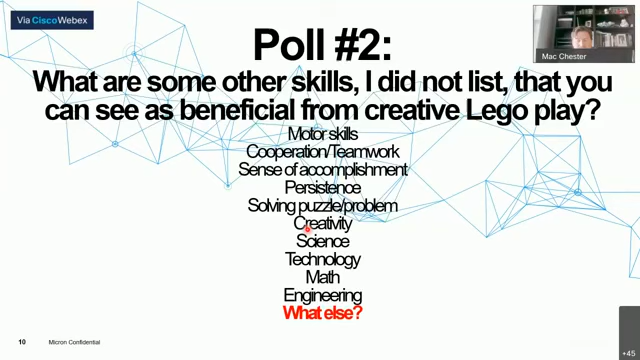 Via Cisco Webex
Mac Chester
Poll #2:
What are some other skills, I did not list, that you
can see as beneficial from creative Lego play?
Motor skills
Cooperation/Teamwork
Sense of accomplishment
Persistence
Solving puzzle/problem
Creativity
Science
Technology
Math
Engineering
What else?
10 Micron Confidential
+45